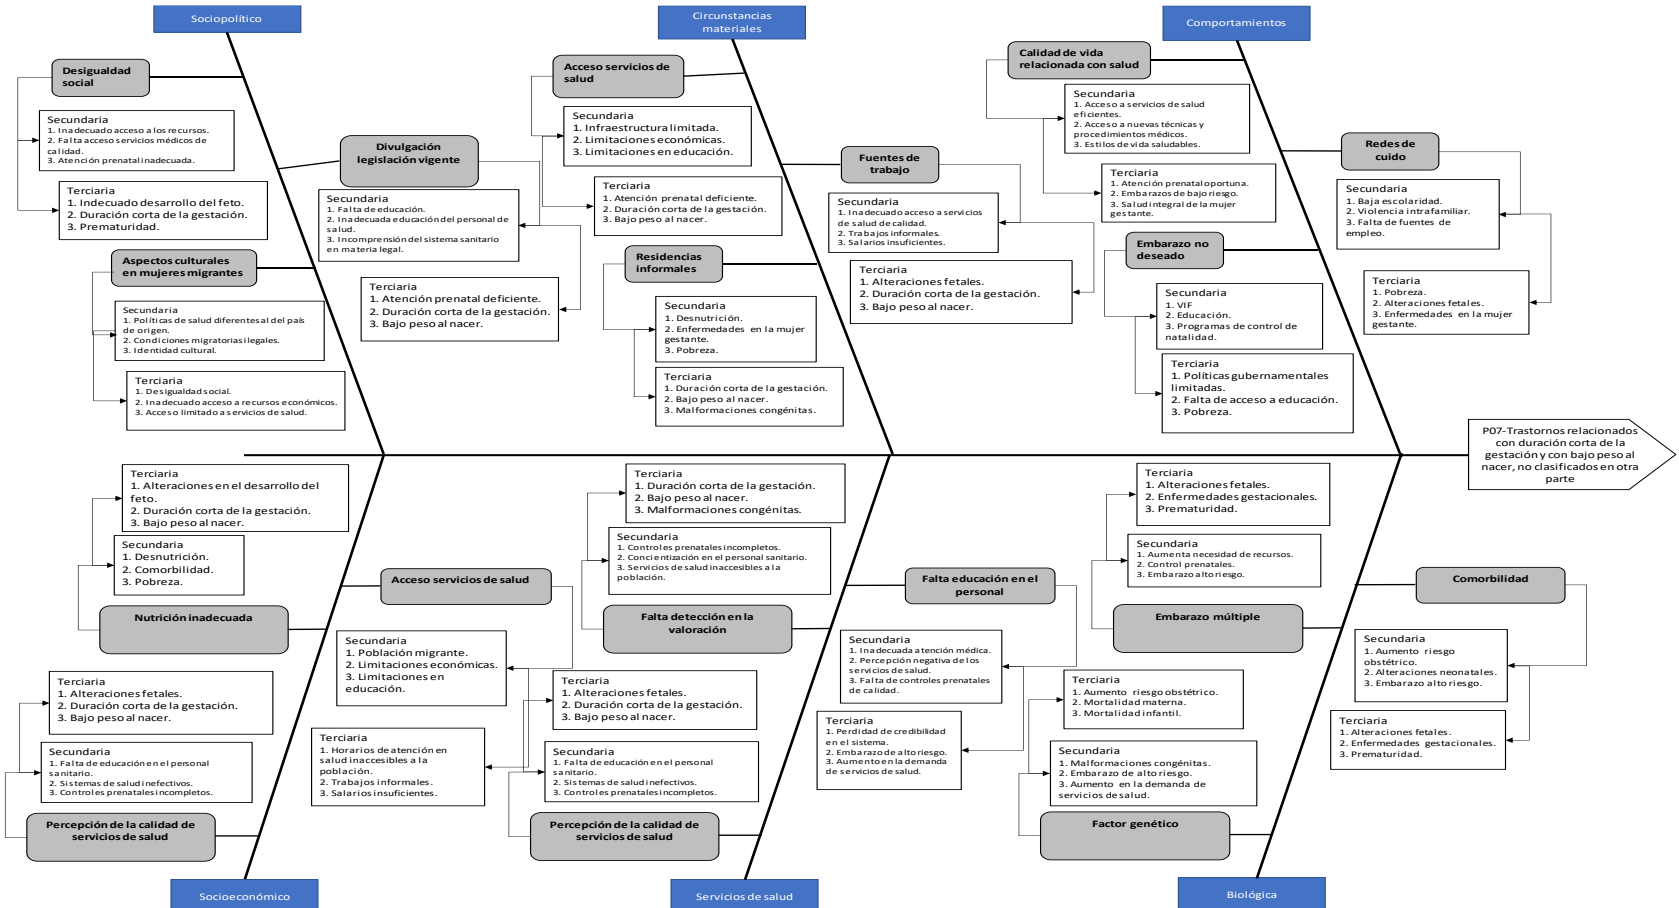 Sociopolítico
Circunstancias
materiales
Comportamientos
Desigualdad
social
Secundaria
1. Inadecuado acceso a los recursos.
2. Falta acceso servicios médicos de
calidad.
3. Atención prenatal inadecuada.
Terciaria
1. Indecuado desarrollo del feto.
2. Duración corta de la gestación.
3. Prematuridad.
Divulgación
legislación vigente
Secundaria
1. Falta de educación.
2. Inadecuada educación del personal de
salud.
3. Incomprensión del sistema sanitario
en materia legal.
Terciaria
1. Atención prenatal deficiente.
2. Duración corta de la gestación.
3. Bajo peso al nacer.
Aspectos culturales
en mujeres migrantes
Secundaria
1. Políticas de salud diferentes al del país
de origen.
2. Condiciones migratorias legales.
3. Identidad cultural.
Terciaria
1. Desigualdad social.
2. Inadecuado acceso a recursos económicos.
3. Acceso limitado a servicios de salud.
Acceso servicios de
salud
Secundaria
1. Infraestructura limitada.
2. Limitaciones económicas.
3. Limitaciones en educación.
Terciaria
1. Atención prenatal deficiente.
2. Duración corta de la gestación.
3. Bajo peso al nacer.
Fuentes de
trabajo
Secundaria
1. Inadecuado acceso a servicios
de salud de calidad.
2. Trabajos informales.
3. Salarios insuficientes.
Terciaria
1. Alteraciones fetales.
2. Duración corta de la gestación.
3. Bajo peso al nacer.
Residencias
informales
Secundaria
1. Desnutrición.
2. Enfermedades en la mujer
gestante.
3. Pobreza.
Terciaria
1. Duración corta de la gestación.
2. Bajo peso al nacer.
3. Malformaciones congénitas.
Calidad de vida
relacionada con salud
Secundaria
1. Acceso a servicios de salud
eficientes.
2. Acceso a nuevas técnicas y
procedimientos médicos.
3. Estilos de vida saludables.
Terciaria
1. Atención prenatal oportuna.
2. Embarazos de bajo riesgo.
3. Salud integral de la mujer
gestante.
Redes de
cuido
Secundaria
1. Baja escolaridad.
2. Violencia intrafamiliar.
3. Falta de fuentes de
empleo.
Terciaria
1. Pobreza.
2. Alteraciones fetales.
3. Enfermedades en la mujer
gestante.
Embarazo no
deseado
Secundaria
1. VIF
2. Educación.
3. Programas de control de
natalidad.
Terciaria
1. Políticas gubernamentales
limitadas.
2. Falta de acceso a educación.
3. Pobreza.
P07-Trastornos relacionados
con duración corta de la
gestación y con bajo peso al
nacer, no clasificados en otra
parte
Terciaria
1. Alteraciones en el desarrollo del
feto.
2. Duración corta de la gestación.
3. Bajo peso al nacer.
Secundaria
1. Desnutrición.
2. Comorbilidad.
3. Pobreza.
Nutrición inadecuada
Acceso servicios de salud
Secundaria
1. Población migrante.
2. Limitaciones económicas.
3. Limitaciones en
educación.
Terciaria
1. Horarios de atención en
salud inaccesibles a la
población.
2. Trabajos informales.
3. Salarios insuficientes.
Terciaria
1. Alteraciones fetales.
2. Duración corta de la gestación.
3. Bajo peso al nacer.
Secundaria
1. Falta de educación en el personal
sanitario.
2. Sistemas de salud inefectivos.
3. Controles prenatales incompletos.
Percepción de la calidad de
servicios de salud
Terciaria
1. Duración corta de la gestación.
2. Bajo peso al nacer.
3. Malformaciones congénitas.
Secundaria
1. Controles prenatales incompletos.
2. Concientización en el personal sanitario.
3. Servicios de salud inaccesibles a la
población.
Falta detección en la
valoración
Falta educación en el
personal
Secundaria
1. Inadecuada atención médica.
2. Percepción negativa de los
servicios de salud.
3. Falta de controles prenatales
de calidad.
Terciaria
1. Perdidad de credibilidad
en el sistema.
2. Embarazo de alto riesgo.
3. Aumento en la demanda
de servicios de salud.
Terciaria
1. Alteraciones fetales.
2. Duración corta de la gestación.
3. Bajo peso al nacer.
Secundaria
1. Falta de educación en el personal
sanitario.
2. Sistemas de salud inefectivos.
3. Controles prenatales incompletos.
Percepción de la calidad de
servicios de salud
Terciaria
1. Alteraciones fetales.
2. Enfermedades gestacionales.
3. Prematuridad.
Secundaria
1. Aumenta necesidad de recursos.
2. Control prenatales.
3. Embarazo alto riesgo.
Embarazo múltiple
Comorbilidad
Secundaria
1. Aumento riesgo
obstétrico.
2. Alteraciones neonatales.
3. Embarazo alto riesgo.
Terciaria
1. Alteraciones fetales.
2. Enfermedades gestacionales.
3. Prematuridad.
Terciaria
1. Aumento riesgo obstétrico.
2. Mortalidad materna.
3. Mortalidad infantil.
Secundaria
1. Malformaciones congénitas.
2. Embarazo de alto riesgo.
3. Aumento en la demanda de
servicios de salud.
Factor genético
Socioeconómico
Servicios de salud
Biológica